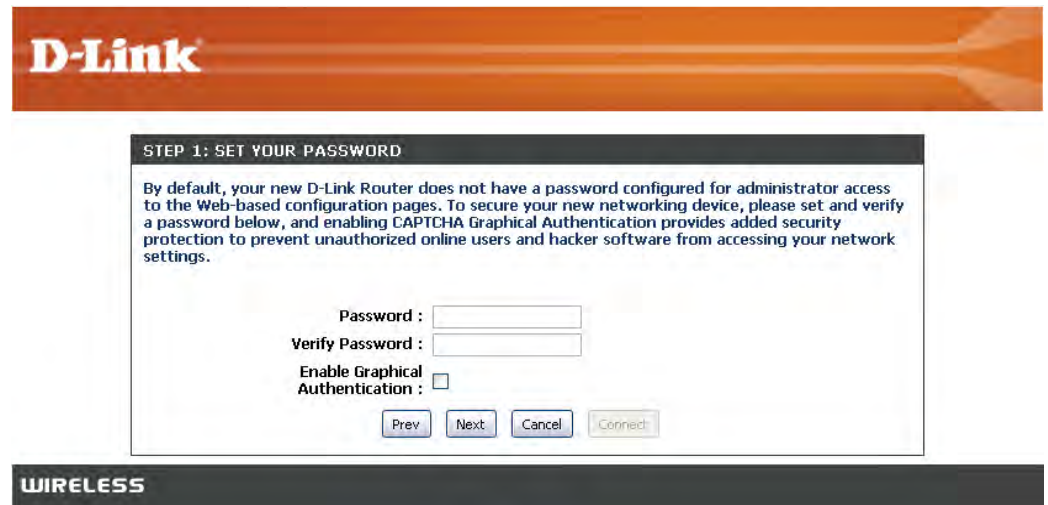 D-Link
STEP 1: SET YOUR PASSWORD
By default, your new D-Link Router does not have a password configured for administrator access
to the Web-based configuration pages. To secure your new networking device, please set and verify
a password below, and enabling CAPTCHA Graphical Authentication provides added security
protection to prevent unauthorized online users and hacker software from accessing your network
settings.
Password :
Verify Password :
Enable Graphical
Authentication :
Prev Next Cancel Connect
WIRELESS